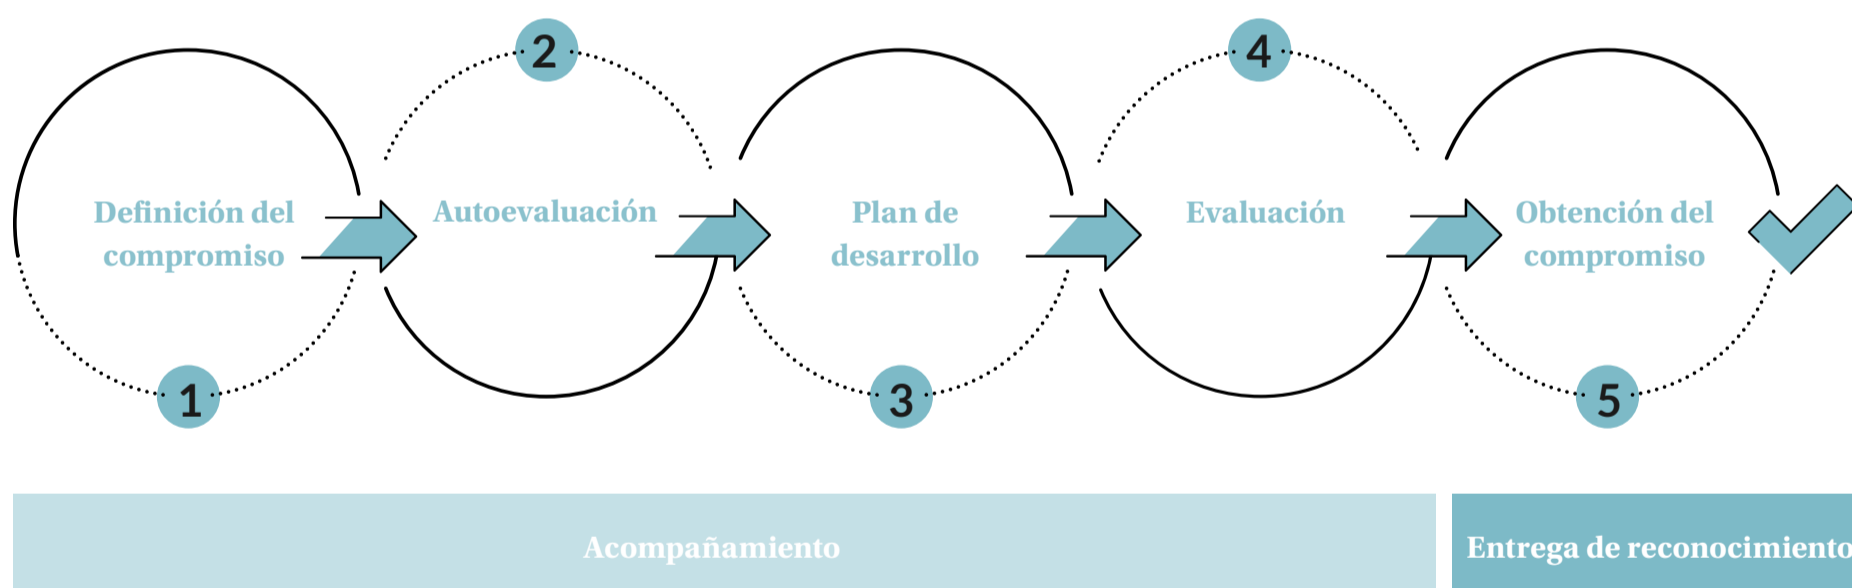 2
4
Definición del
compromiso
Autoevaluación
Plan de
desarrollo
Evaluación
Obtención del
compromiso
1
3
5
Acompañamiento
Entrega de reconocimiento